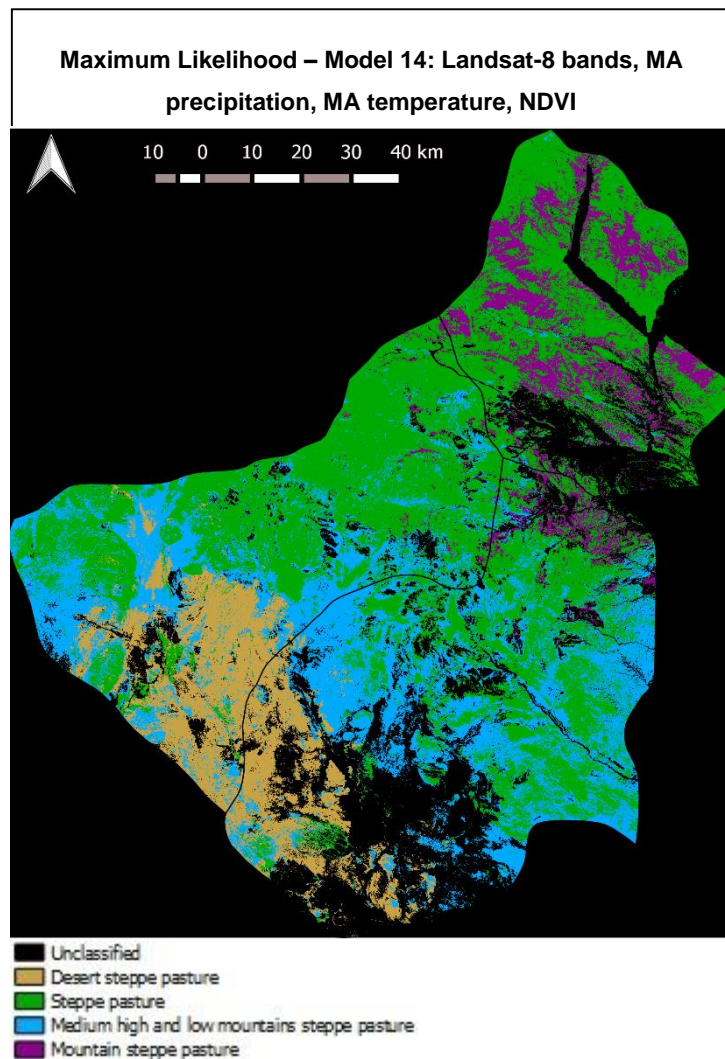 Maximum Likelihood – Model 14: Landsat-8 bands, MA
precipitation, MA temperature, NDVI
10 0 10 20 30 40 km
Unclassified
Desert steppe pasture
Steppe pasture
Medium high and low mountains steppe pasture
Mountain steppe pasture